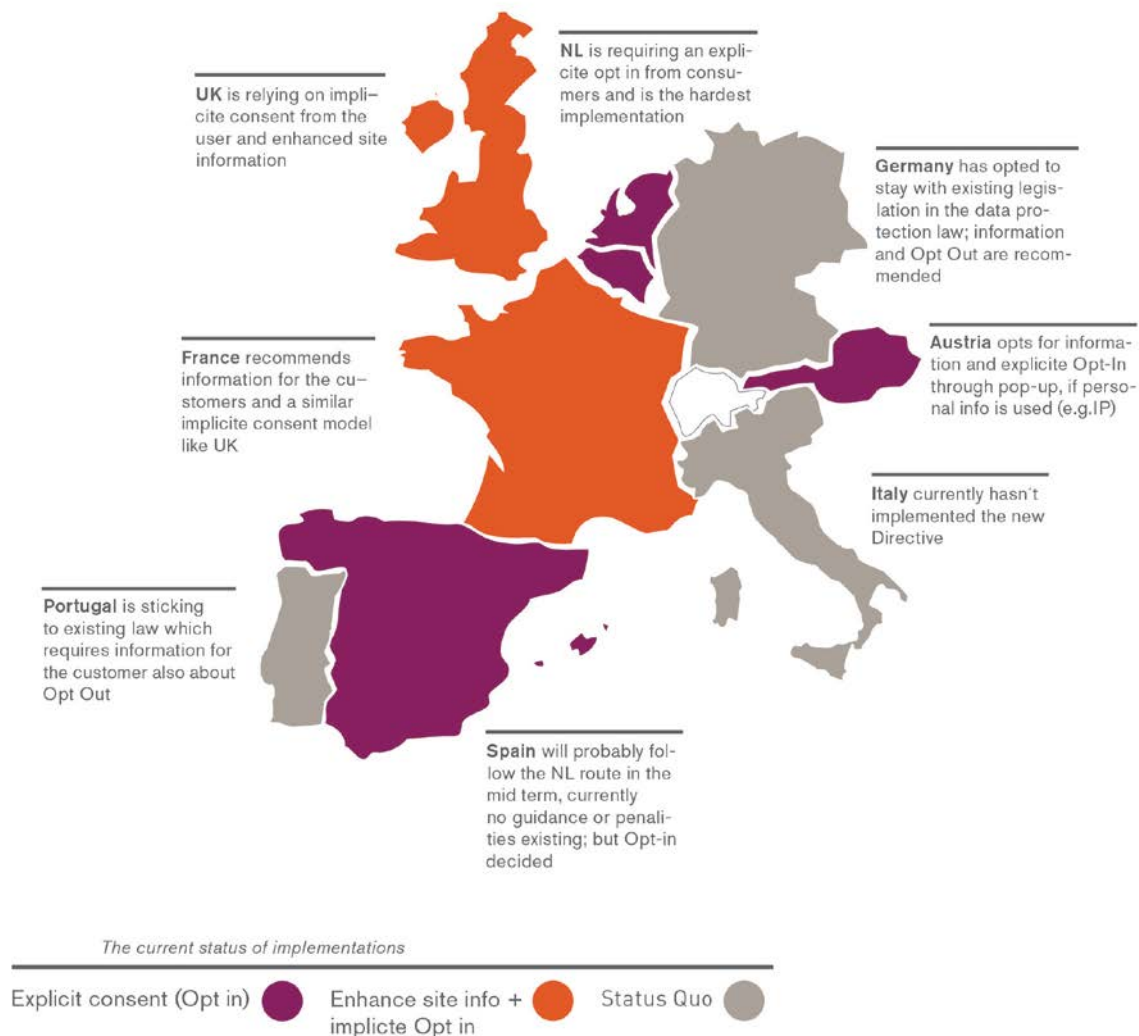 NL is requiring an expli-
cite opt in from consu-
mers and is the hardest
implementation
UK is relying on impli-
cite consent from the
user and enhanced site
information
Germany has opted to
stay with existing legis-
lation in the data pro-
tection law; information
and Opt Out are recom-
mended
France recommends
information for the cu-
stomers and a similar
implicite consent model
like UK
Austria opts for informa-
tion and explicite Opt-In
through pop-up, if perso-
nal info is used (e.g.IP)
Italy currently hasn´t
implemented the new
Directive
Portugal is sticking
to existing law which
requires information for
the customer also about
Opt Out
Spain will probably fol-
low the NL route in the
mid term, currently
no guidance or penali-
ties existing; but Opt-in
decided
The current status of implementations
Explicit consent (Opt in)
Enhance site info +
implicte Opt in
Status Quo